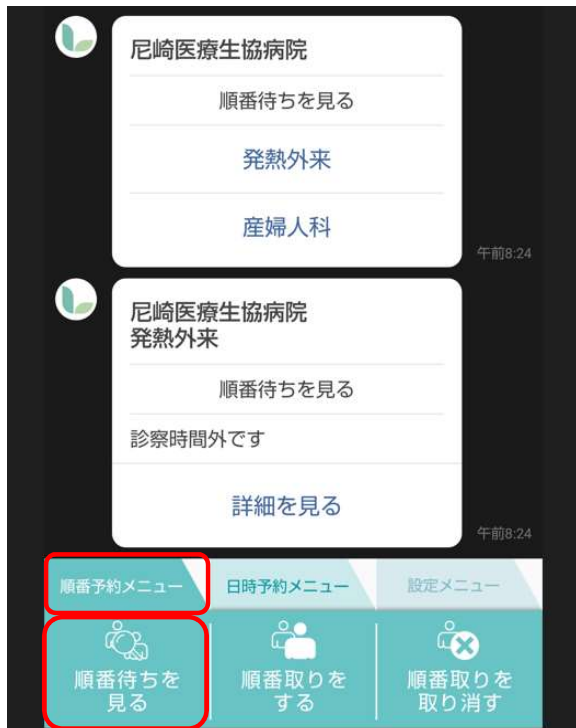 尼崎医療生協病院
順番待ちを見る
発熱外来
産婦人科
午前8:24
尼崎医療生協病院
発熱外来
順番待ちを見る
診察時間外です
詳細を見る
午前8:24
順番予約メニュー
日時予約メニュー
設定メニュー
順番待ちを
見る
順番取りを
する
順番取りを
取り消す